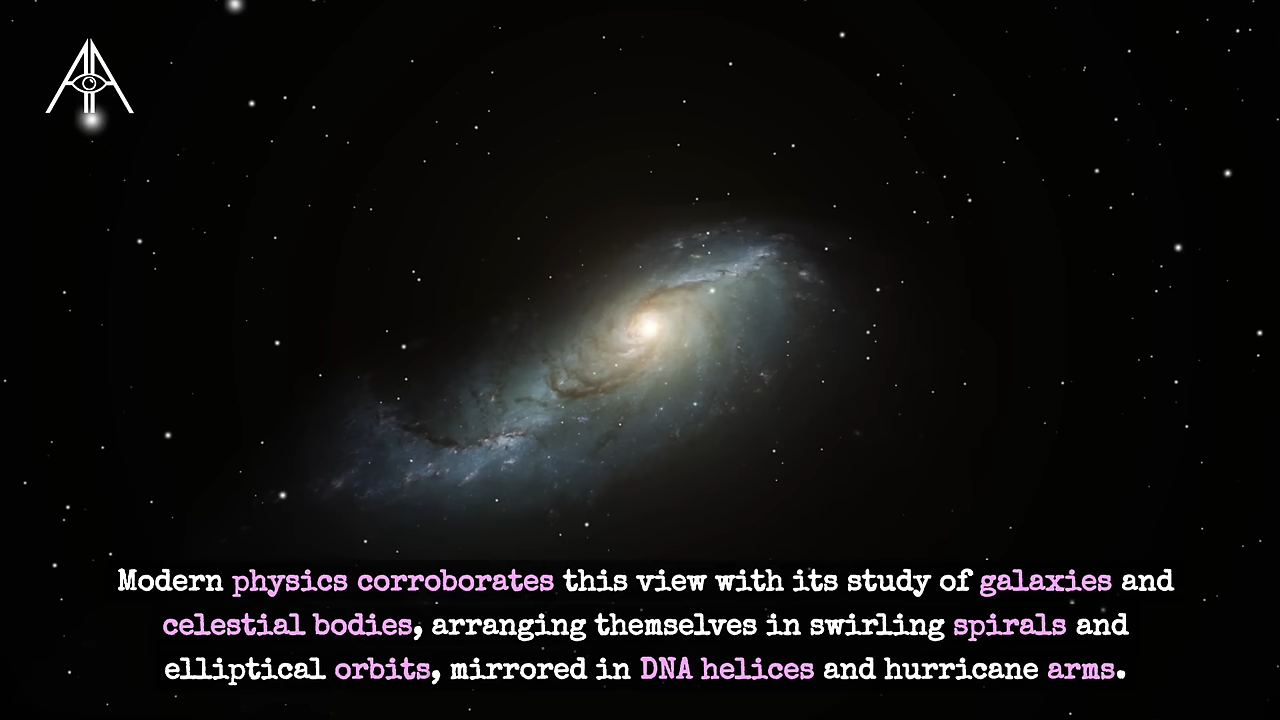 Modern physics corroborates this view with its study of galaxies and
celestial bodies, arranging themselves in swirling spirals and
elliptical orbits, mirrored in DNA helices and hurricane arms.